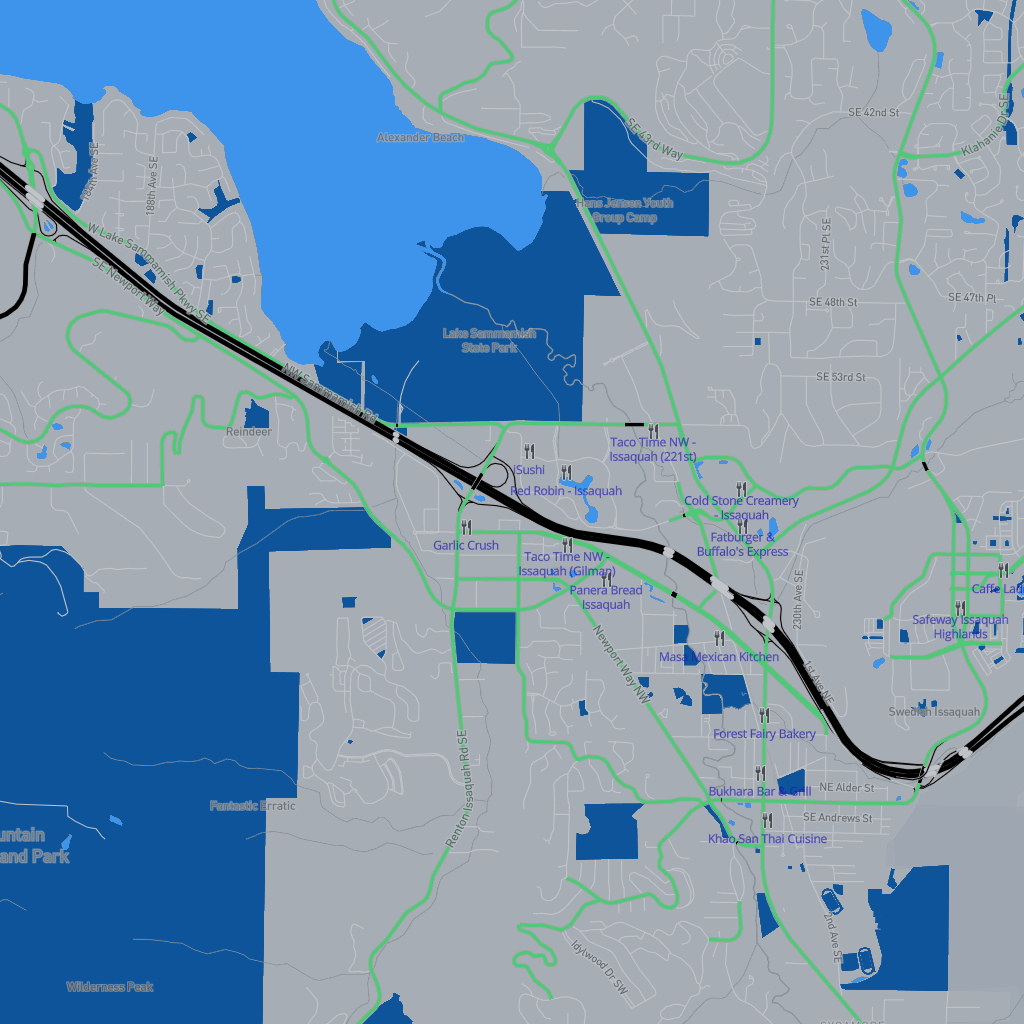 SE 42nd St
Klahanie Dr SE
SE 43rd Way
Alexander Beach
184th Ave SE
188th Ave SE
Hans Jensen Youth
Group Camp
231st Pl SE
W Lake Sammamish Pkwy SE
SE Newport Way
SE 47th Pl
SE 48th St
Lake Sammamish
State Park
NW Sammamish Rd
SE 53rd St
Reindeer
Taco Time NW -
Issaquah (221st)
iSushi
Red Robin - Issaquah
Cold Stone Creamery
- Issaquah
Garlic Crush
Fatburger &
Buffalo's Express
Taco Time NW -
Issaquah (Gilman)
Panera Bread
Issaquah
230th Ave SE
Caffe Lad
Safeway Issaquah
Highlands
Newport Way NW
Masa Mexican Kitchen
1st Ave NE
Swedish Issaquah
Forest Fairy Bakery
Renton Issaquah Rd SE
Bukhara Bar & Grill
NE Alder St
Fantastic Erratic
SE Andrews St
Khao San Thai Cuisine
untain
and Park
2nd Ave SE
Idylwood Dr SW
Wilderness Peak